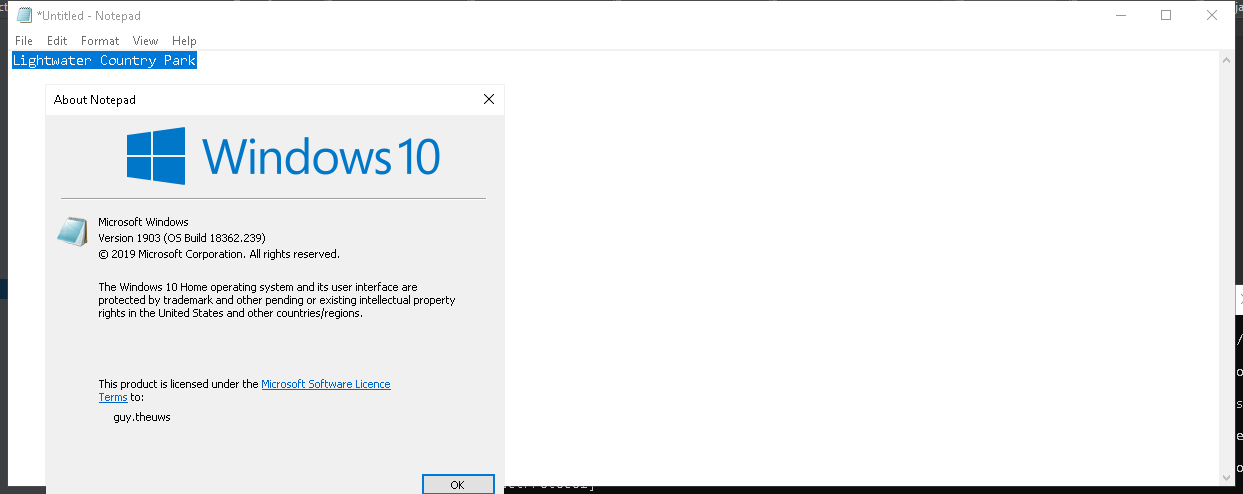 *Untitled - Notepad
File Edit Format View Help
Lightwater Country Park
About Notepad
Windows 10
Microsoft Windows
Version 1903 (OS Build 18362.239)
© 2019 Microsoft Corporation. All rights reserved.
The Windows 10 Home operating system and its user interface are
protected by trademark and other pending or existing intellectual property
rights in the United States and other countries/regions.
This product is licensed under the Microsoft Software Licence
Terms to:
guy.theuws
OK